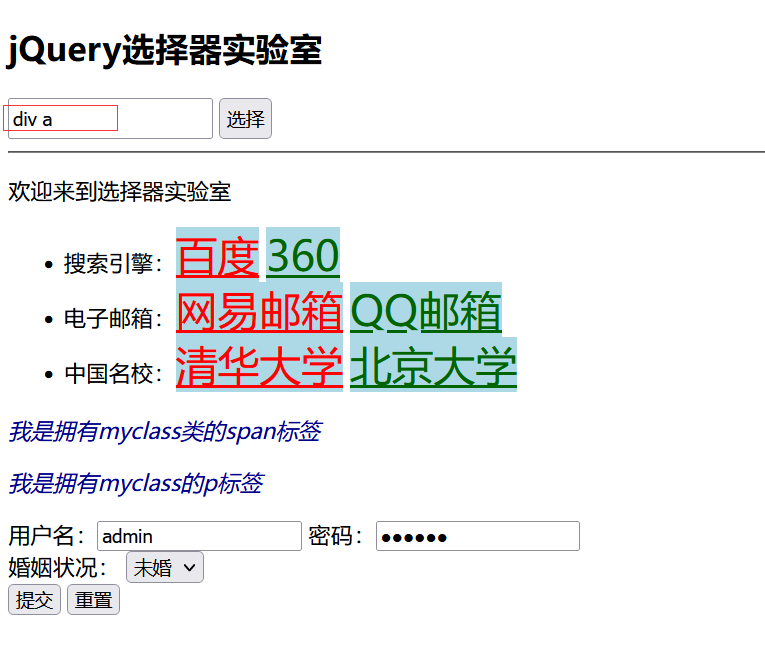 jQuery选择器实验室
div a 选择
欢迎来到选择器实验室
• 搜索引擎：百度 360
• 电子邮箱：网易邮箱 QQ邮箱
• 中国名校：清华大学 北京大学
我是拥有myclass类的span标签
我是拥有myclass的p标签
用户名：admin 密码：●●●●●●
婚姻状况： 未婚
提交 重置